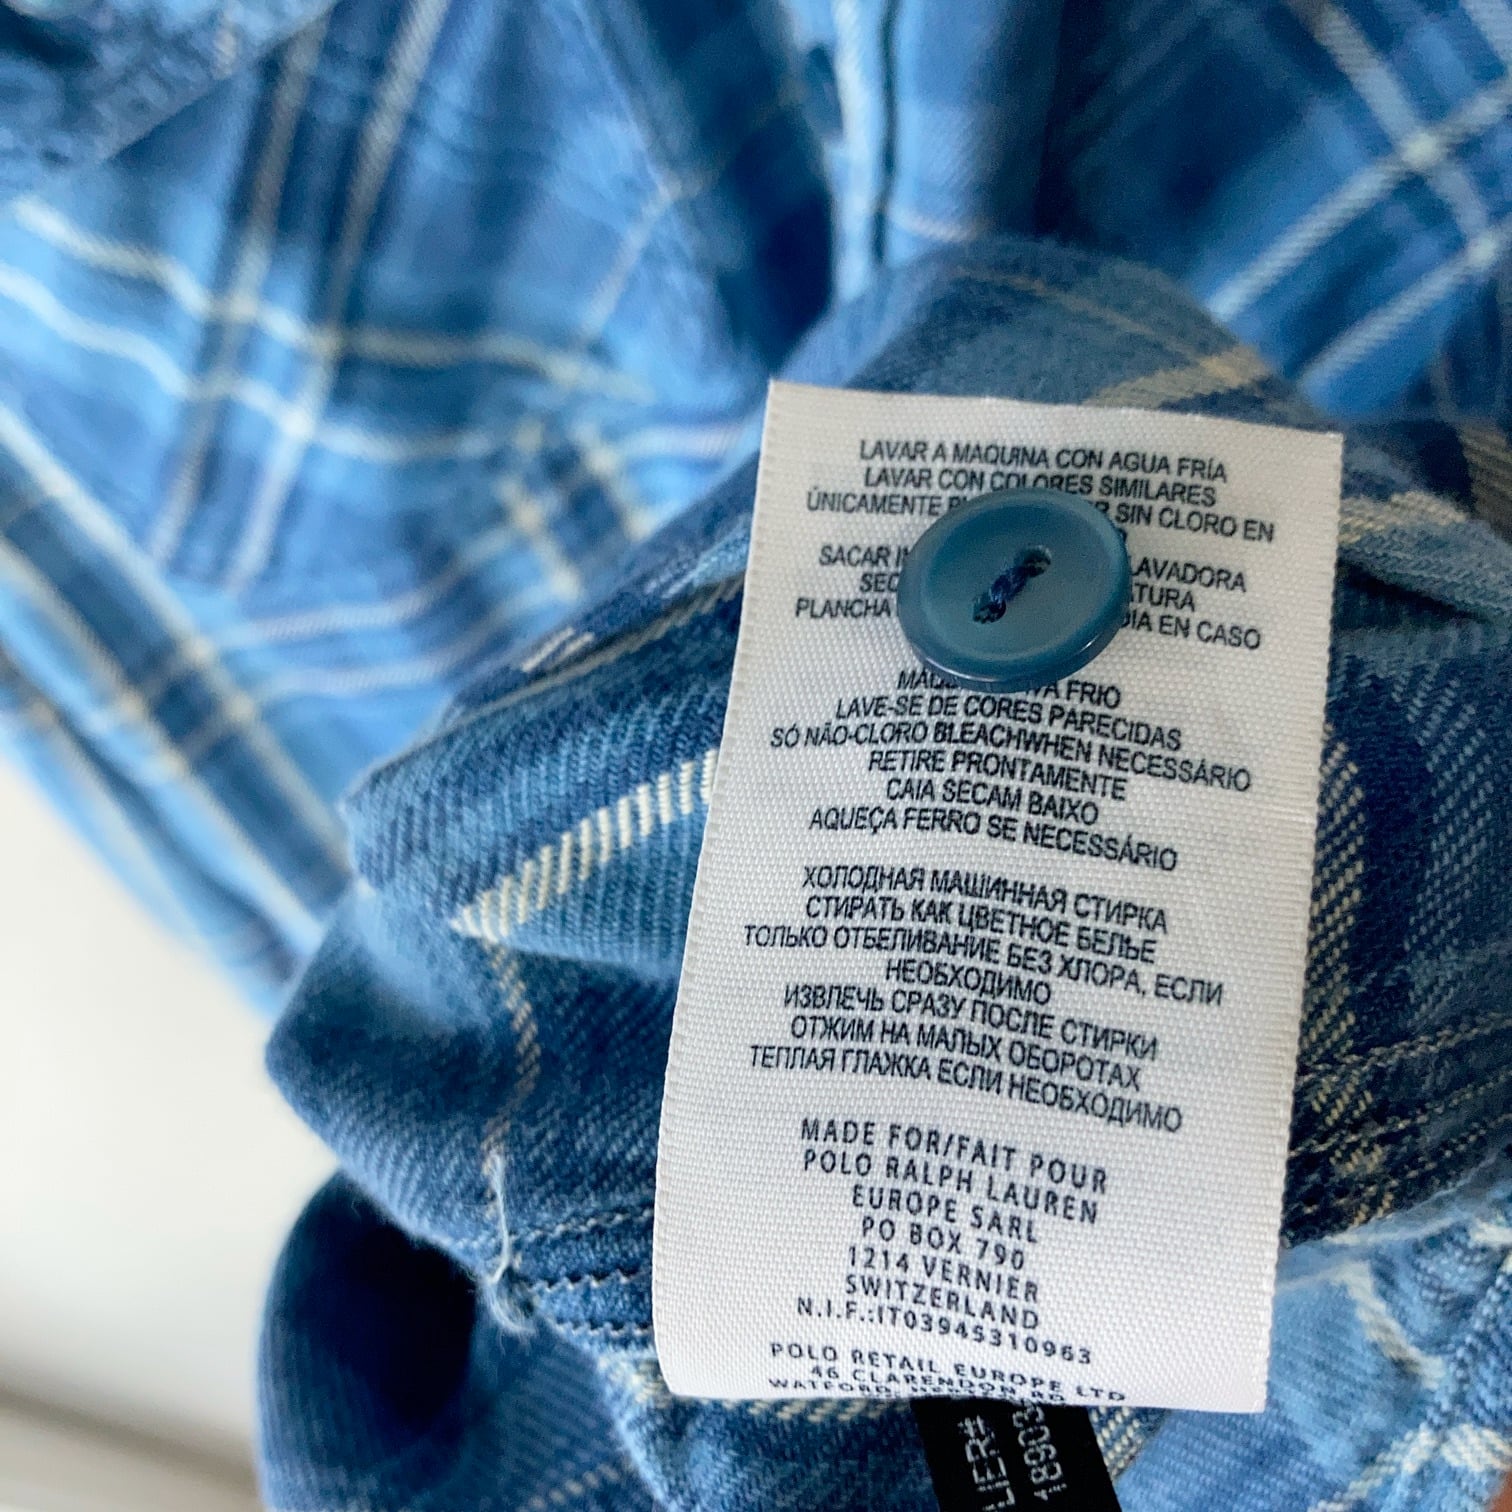 LAVAR A MAQUINA CON AGUA FRÍA
LAVAR CON COLORES SIMILARES
ÚNICAMENTE SIN CLORO EN
SACAR
PLANCHA EN CASO
FRIO
LAVE-SE DE CORES PARECIDAS
SÓ NÃO-CLORO BLEACHWHEN NECESSÁRIO
RETIRE PRONTAMENTE
CAIA SECAM BAIXO
AQUEÇA FERRO SE NECESSÁRIO
ХОЛОДНАЯ МАШИННАЯ СТИРКА
СТИРАТЬ КАК ЦВЕТНОЕ БЕЛЬЕ
ТОЛЬКО ОТБЕЛИВАНИЕ БЕЗ ХЛОРА, ЕСЛИ
НЕОБХОДИМО
ИЗВЛЕЧЬ СРАЗУ ПОСЛЕ СТИРКИ
ОТЖИМ НА МАЛЫХ ОБОРОТАХ
ТЕПЛАЯ ГЛАЖКА ЕСЛИ НЕОБХОДИМО
MADE FOR/FAIT POUR
POLO RALPH LAUREN
EUROPE SARL
PO BOX 790
1214 VERNIER
SWITZERLAND
N.I.F.:IT03945310963
POLO RETAIL EUROPE LTD
46 CLARENDON RD
WATFORD